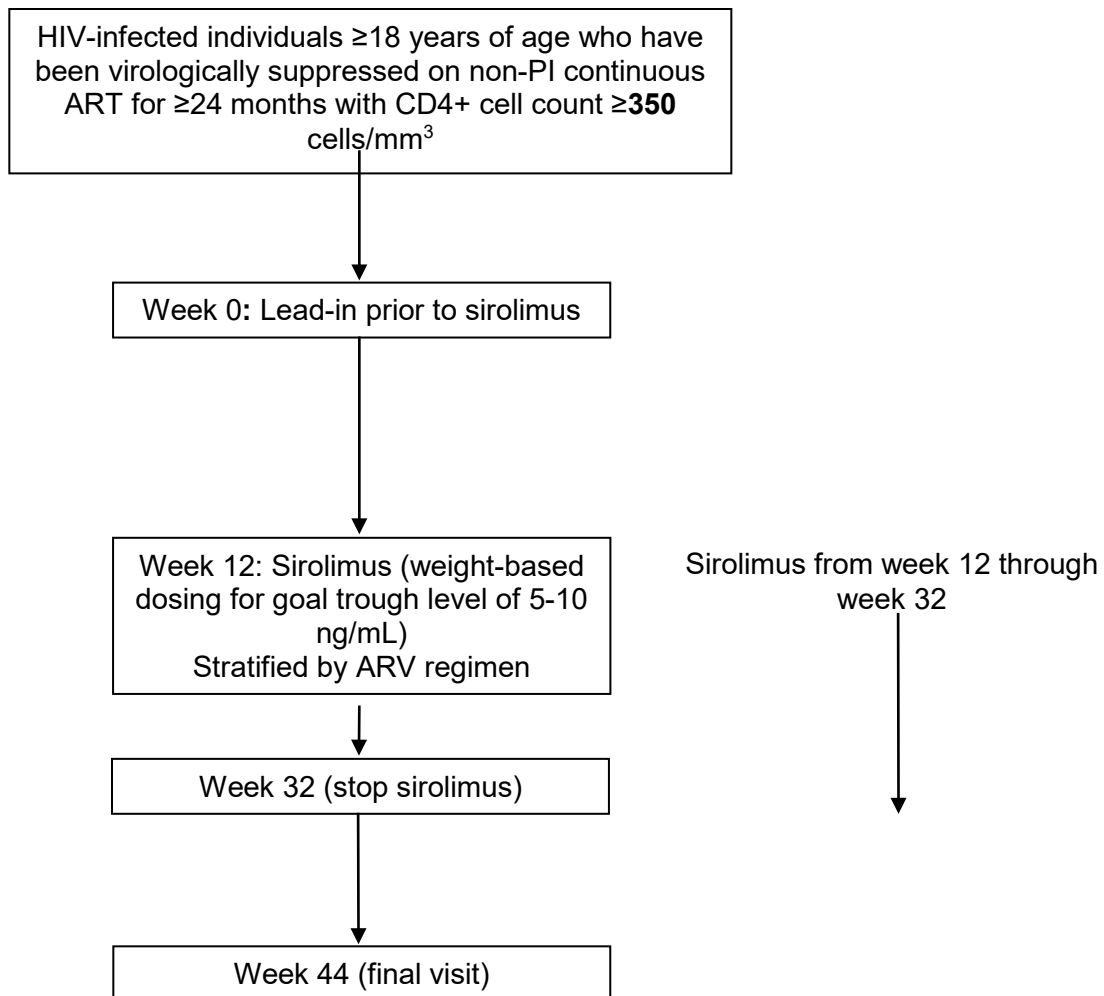 HIV-infected individuals ≥18 years of age who have
been virologically suppressed on non-PI continuous
ART for ≥24 months with CD4+ cell count ≥350
cells/mm³
Week 0: Lead-in prior to sirolimus
Week 12: Sirolimus (weight-based
dosing for goal trough level of 5-10
ng/mL)
Stratified by ARV regimen
Sirolimus from week 12 through
week 32
Week 32 (stop sirolimus)
Week 44 (final visit)